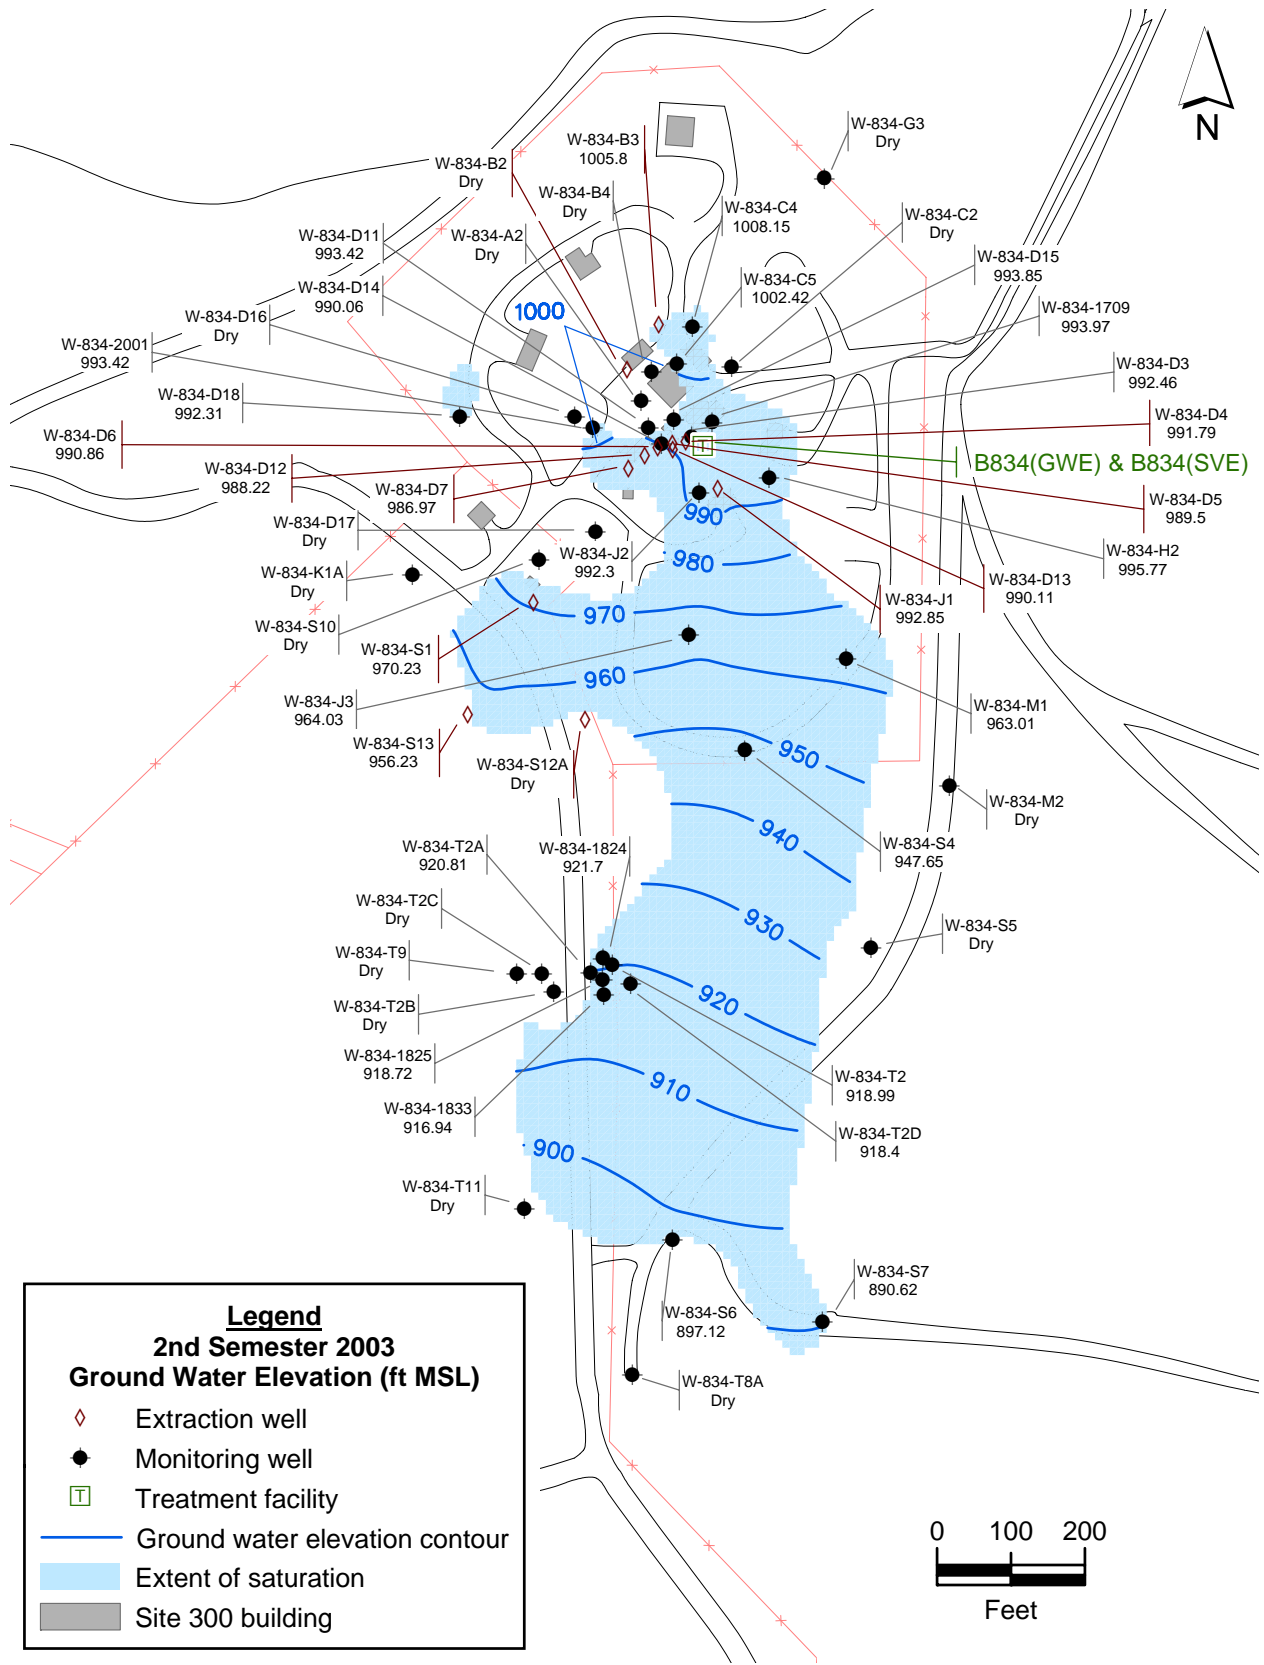 N
W-834-G3
Dry
W-834-B3
1005.8
W-834-B2
Dry
W-834-B4
Dry
W-834-C4
1008.15
W-834-C2
Dry
W-834-D11
993.42
W-834-A2
Dry
W-834-D15
993.85
W-834-D14
990.06
W-834-C5
1002.42
W-834-1709
993.97
1000
W-834-D16
Dry
W-834-2001
993.42
W-834-D3
992.46
W-834-D18
992.31
W-834-D4
991.79
W-834-D6
990.86
T
B834(GWE) & B834(SVE)
W-834-D12
988.22
W-834-D7
986.97
W-834-D5
989.5
990
W-834-D17
Dry
W-834-J2
992.3
980
W-834-H2
995.77
W-834-K1A
Dry
W-834-D13
990.11
W-834-J1
992.85
970
W-834-S10
Dry
W-834-S1
970.23
960
W-834-J3
964.03
W-834-M1
963.01
W-834-S13
956.23
W-834-S12A
Dry
950
W-834-M2
Dry
940
W-834-T2A
920.81
W-834-1824
921.7
W-834-S4
947.65
W-834-T2C
Dry
930
W-834-S5
Dry
W-834-T9
Dry
920
W-834-T2B
Dry
W-834-1825
918.72
W-834-T2
918.99
910
W-834-1833
916.94
W-834-T2D
918.4
900
W-834-T11
Dry
W-834-S7
890.62
W-834-S6
897.12
W-834-T8A
Dry
Legend
2nd Semester 2003
Ground Water Elevation (ft MSL)
Extraction well
Monitoring well
T
Treatment facility
Ground water elevation contour
Extent of saturation
Site 300 building
0 100 200
Feet